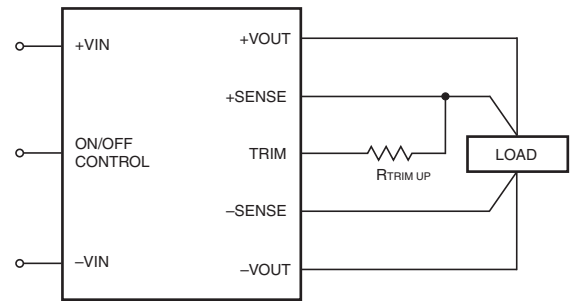 +VIN
ON/OFF
CONTROL
–VIN
+VOUT
+SENSE
TRIM
–SENSE
–VOUT
RTRIM UP
LOAD